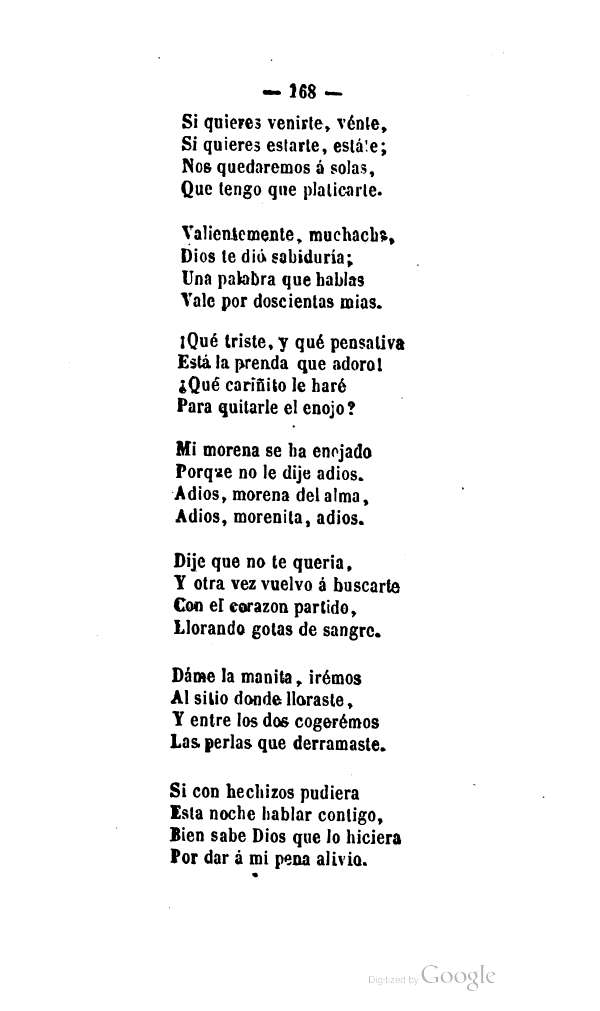 — 168 —
Si quieres venirte, vénte,
Si quieres estarte, estáte;
Nos quedaremos á solas,
Que tengo que platicarte.
Valientemente, muchacha,
Dios te dió sabiduría;
Una palabra que hablas
Vale por doscientas mias.
¡Qué triste, y qué pensativa
Está la prenda que adoro!
¿Qué cariñito le haré
Para quitarle el enojo?
Mi morena se ha enojado
Porque no le dije adios.
Adios, morena del alma,
Adios, morenita, adios.
Dije que no te queria,
Y otra vez vuelvo á buscarte
Con el corazon partido,
Llorando gotas de sangre.
Dáme la manita, irémos
Al sitio donde lloraste,
Y entre los dos cogerémos
Las perlas que derramaste.
Si con hechizos pudiera
Esta noche hablar contigo,
Bien sabe Dios que lo hiciera
Por dar á mi pena alivio.
Digitized by Google